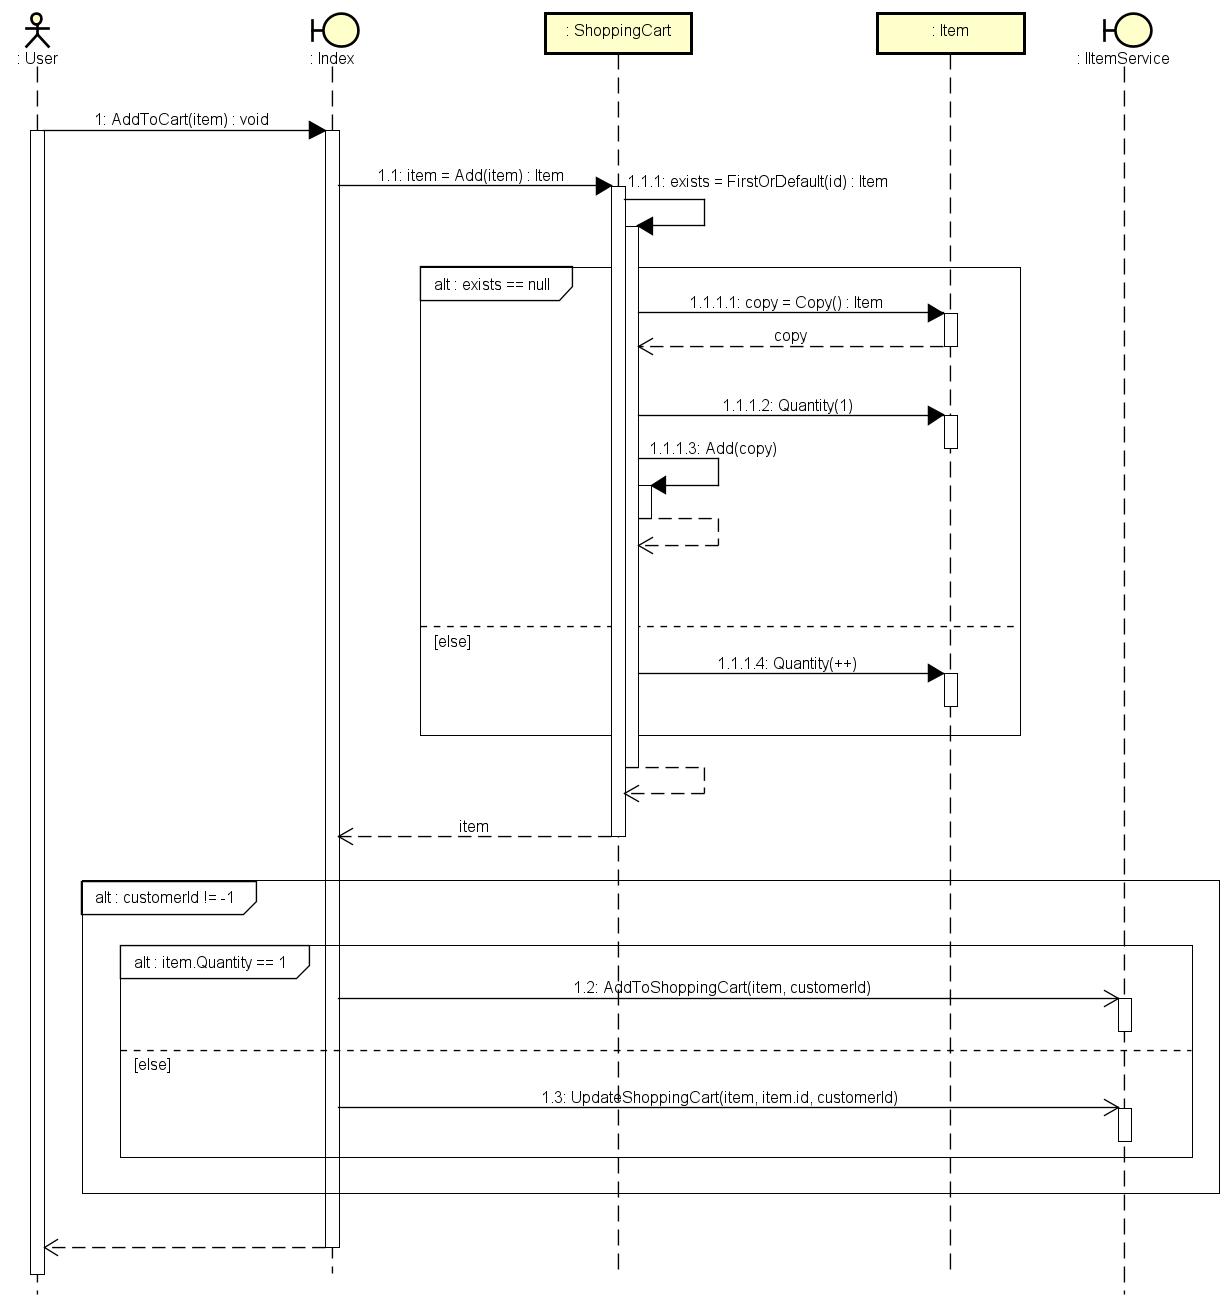 : User
: Index
: ShoppingCart
: Item
: IItemService
1: AddToCart(item) : void
1.1: item = Add(item) : Item
1.1.1: exists = FirstOrDefault(id) : Item
alt : exists == null
1.1.1.1: copy = Copy() : Item
copy
1.1.1.2: Quantity(1)
1.1.1.3: Add(copy)
[else]
1.1.1.4: Quantity(++)
item
alt : customerId != -1
alt : item.Quantity == 1
1.2: AddToShoppingCart(item, customerId)
[else]
1.3: UpdateShoppingCart(item, item.id, customerId)